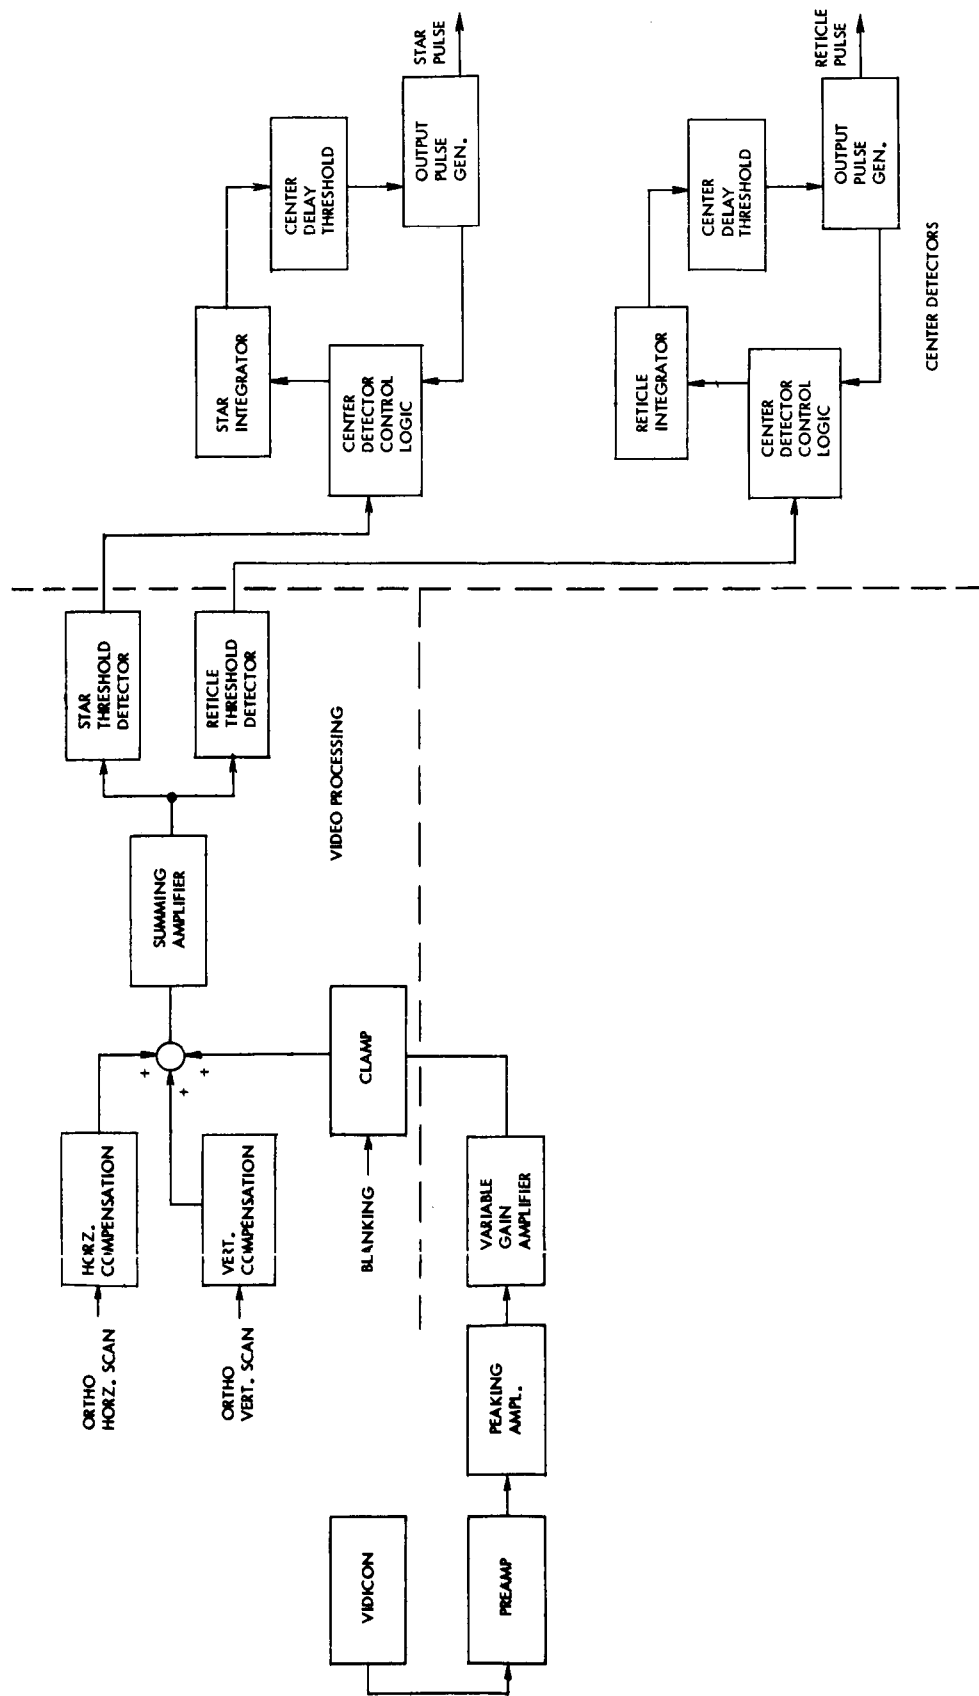 VIDICON
PREAMP
PEAKING
AMPL.
VARIABLE
GAIN
AMPLIFIER
BLANKING
CLAMP
ORTHO
HORZ. SCAN
HORZ.
COMPENSATION
ORTHO
VERT. SCAN
VERT.
COMPENSATION
+
+
+
SUMMING
AMPLIFIER
VIDEO PROCESSING
STAR
THRESHOLD
DETECTOR
RETICLE
THRESHOLD
DETECTOR
CENTER
DETECTOR
CONTROL
LOGIC
STAR
INTEGRATOR
CENTER
DELAY
THRESHOLD
OUTPUT
PULSE
GEN.
STAR
PULSE
CENTER
DETECTOR
CONTROL
LOGIC
RETICLE
INTEGRATOR
CENTER
DELAY
THRESHOLD
OUTPUT
PULSE
GEN.
RETICLE
PULSE
CENTER DETECTORS